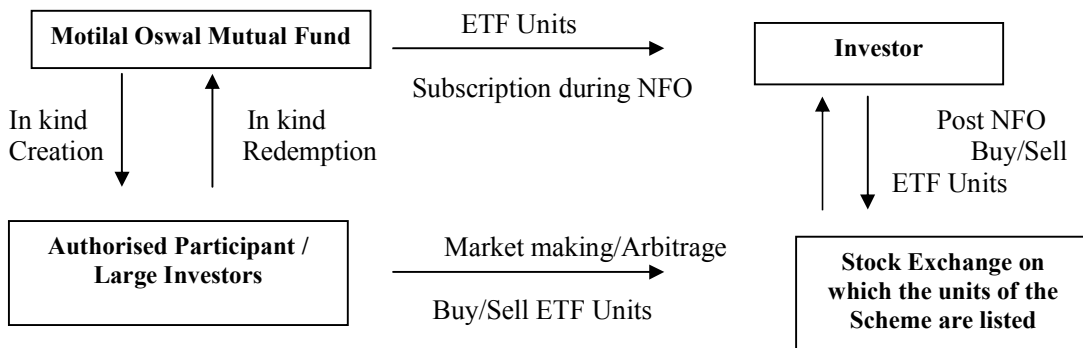 Motilal Oswal Mutual Fund
ETF Units
Subscription during NFO
Investor
In kind
Creation
In kind
Redemption
Post NFO
Buy/Sell
ETF Units
Authorised Participant /
Large Investors
Market making/Arbitrage
Buy/Sell ETF Units
Stock Exchange on
which the units of the
Scheme are listed